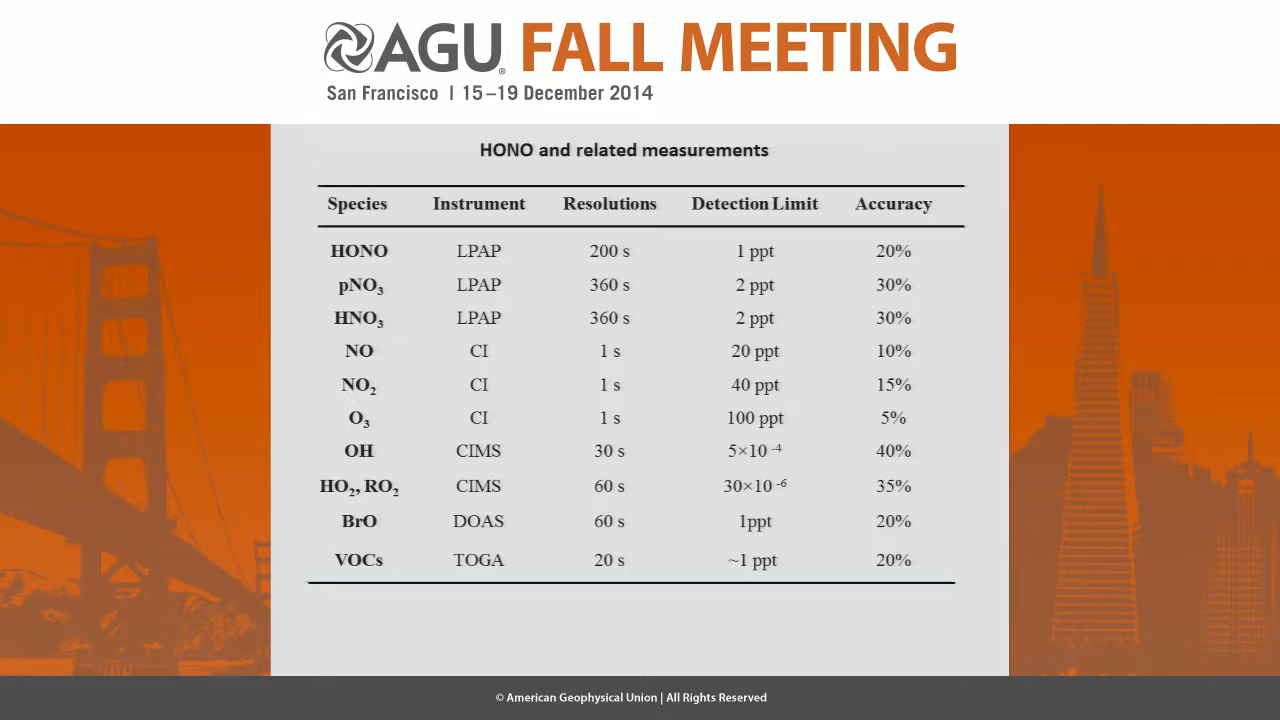 AGU® FALL MEETING
San Francisco | 15–19 December 2014
HONO and related measurements
Species Instrument Resolutions Detection Limit Accuracy
HONO LPAP 200 s 1 ppt 20%
pNO₃ LPAP 360 s 2 ppt 30%
HNO₃ LPAP 360 s 2 ppt 30%
NO CI 1 s 20 ppt 10%
NO₂ CI 1 s 40 ppt 15%
O₃ CI 1 s 100 ppt 5%
OH CIMS 30 s 5×10 ⁻⁴ 40%
HO₂, RO₂ CIMS 60 s 30×10 ⁻⁶ 35%
BrO DOAS 60 s 1ppt 20%
VOCs TOGA 20 s ~1 ppt 20%
© American Geophysical Union | All Rights Reserved